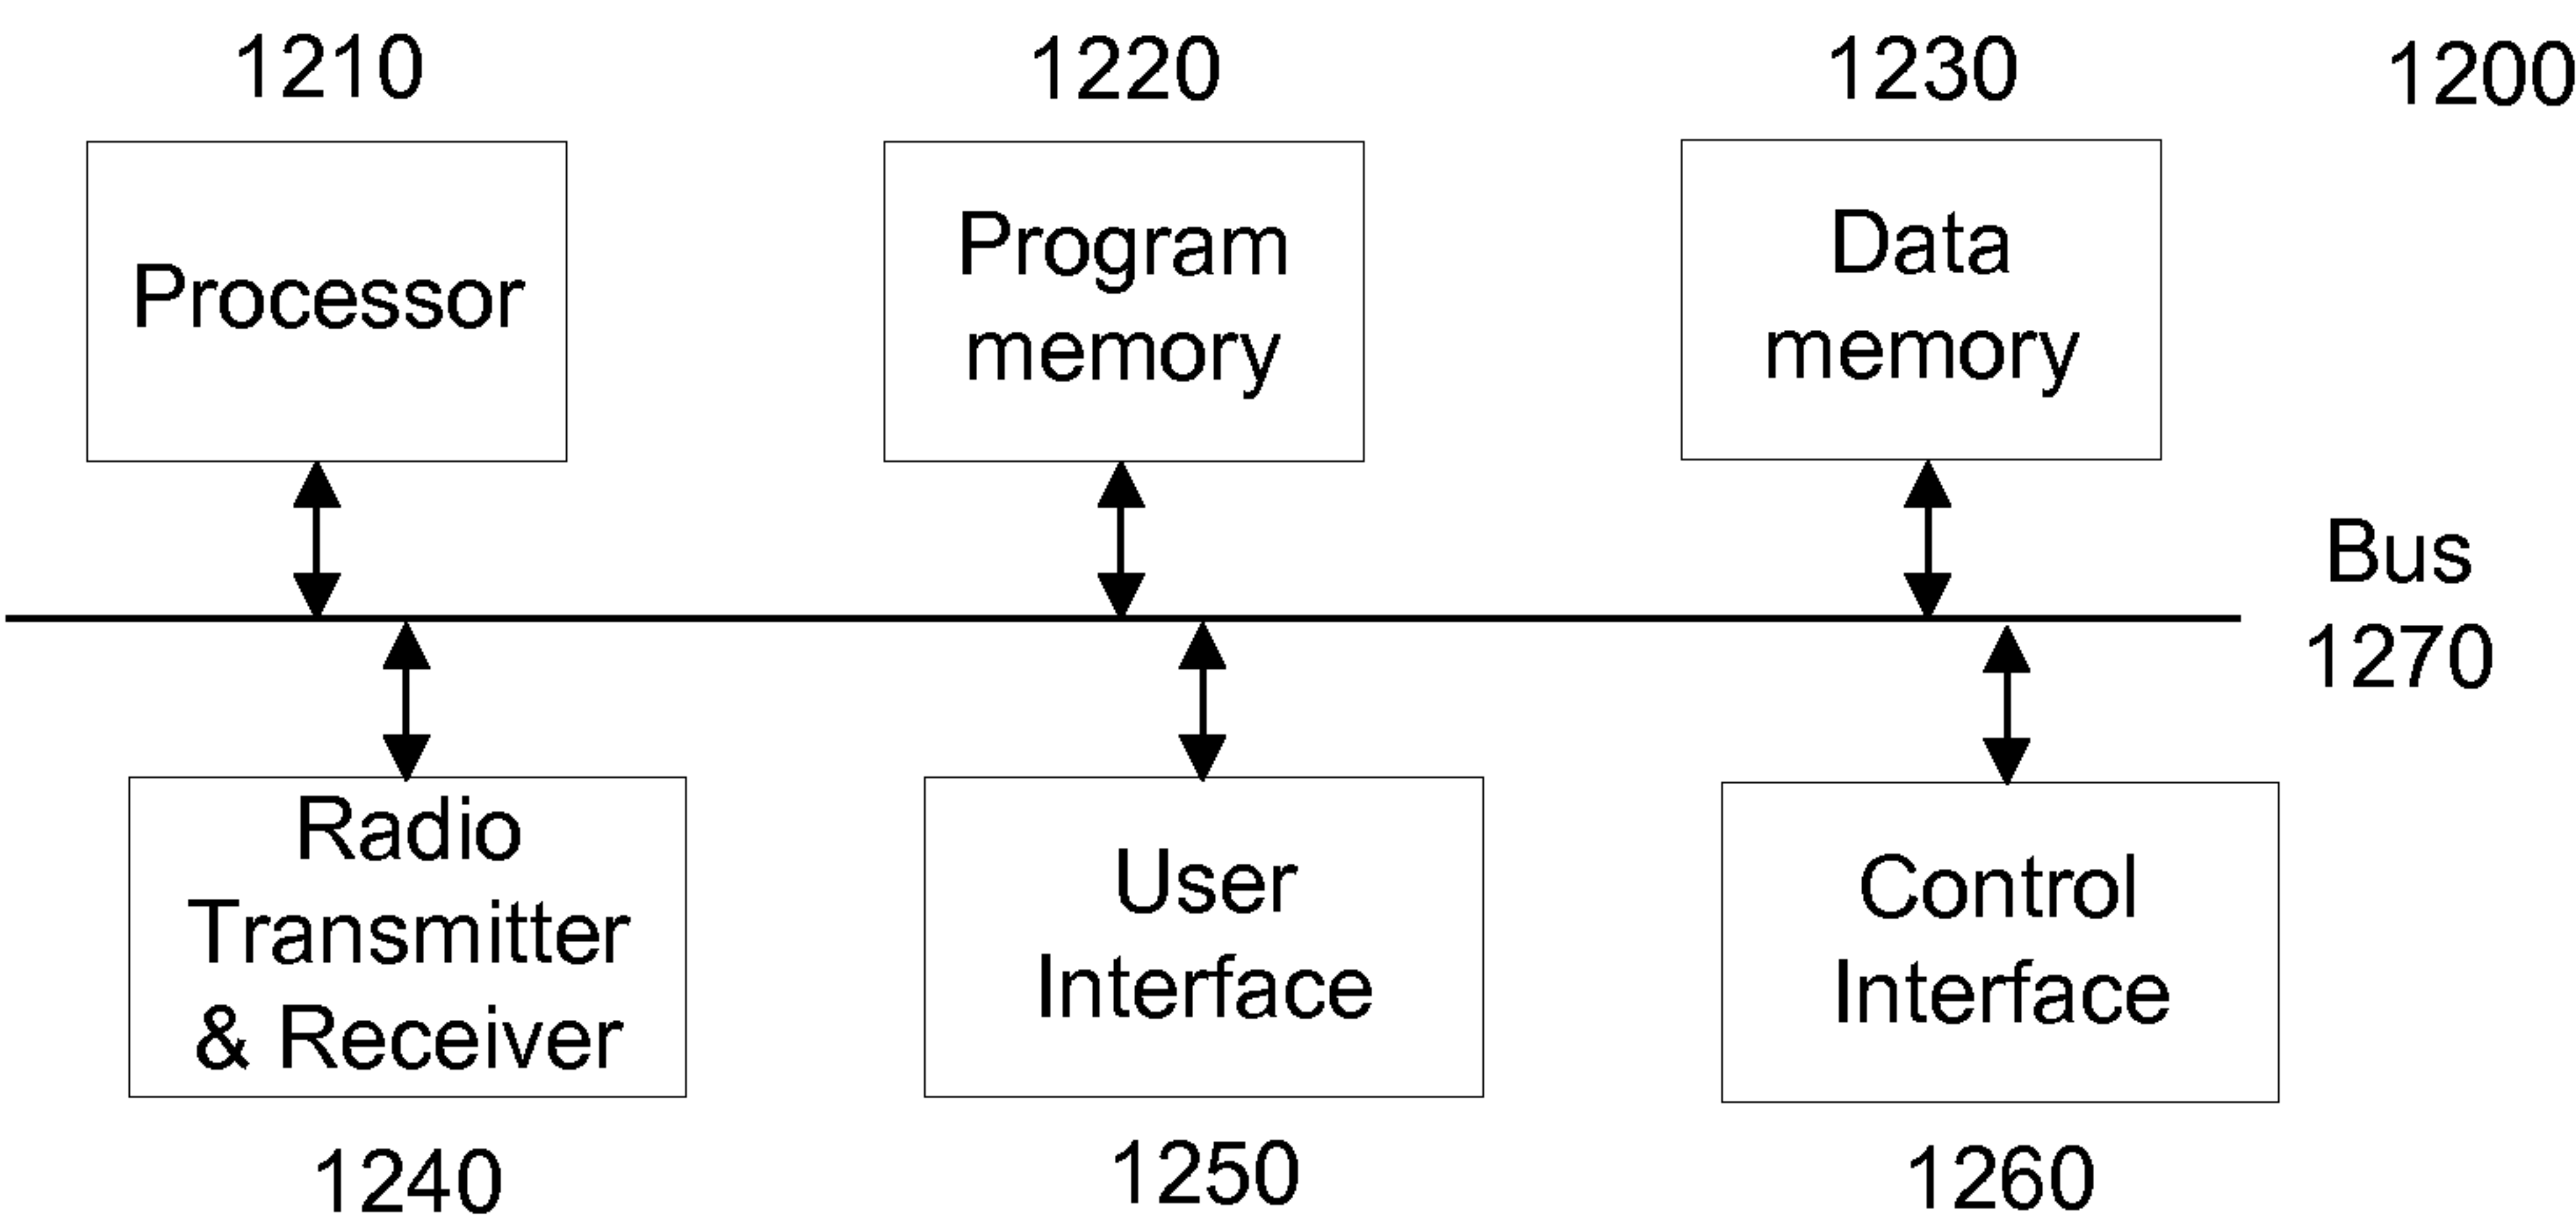 1210
1220
1230
1200
Processor
Program
memory
Data
memory
Bus
1270
Radio
Transmitter
& Receiver
User
Interface
Control
Interface
1240
1250
1260